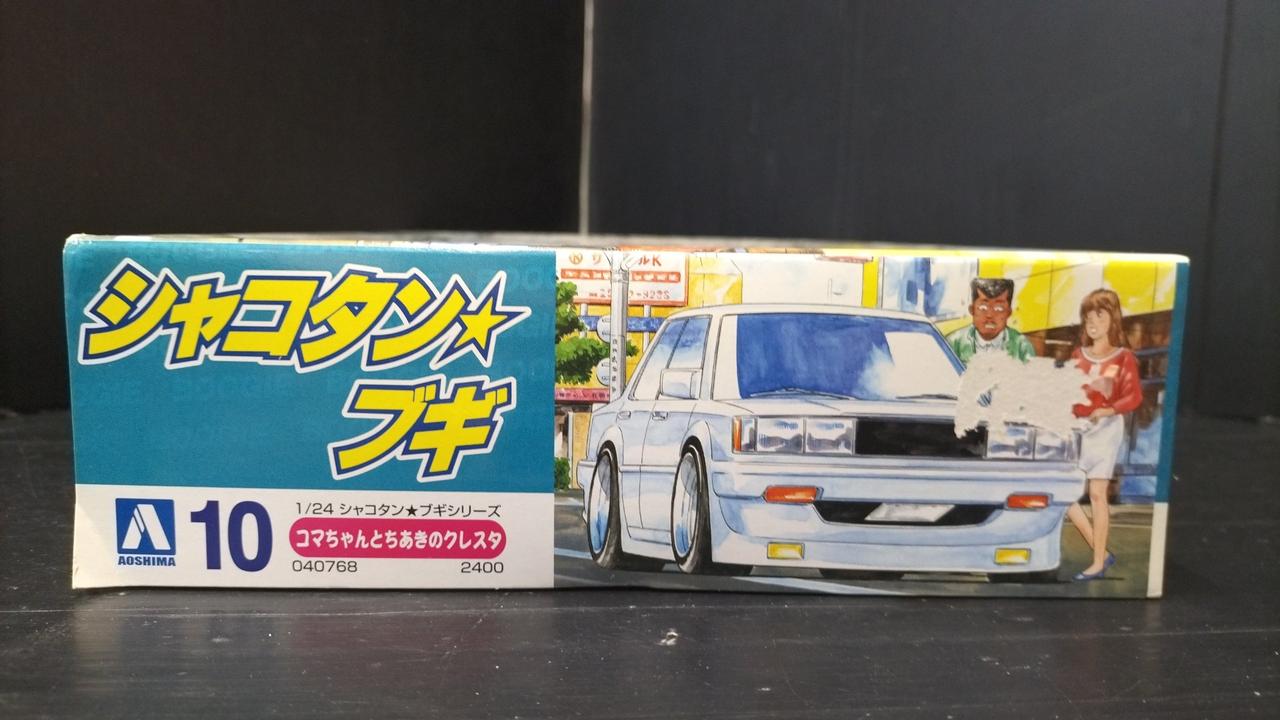 シャコタン★
ブギ
AOSHIMA
10
1/24 シャコタン★ブギシリーズ
コマちゃんとちあきのクレスタ
040768 2400